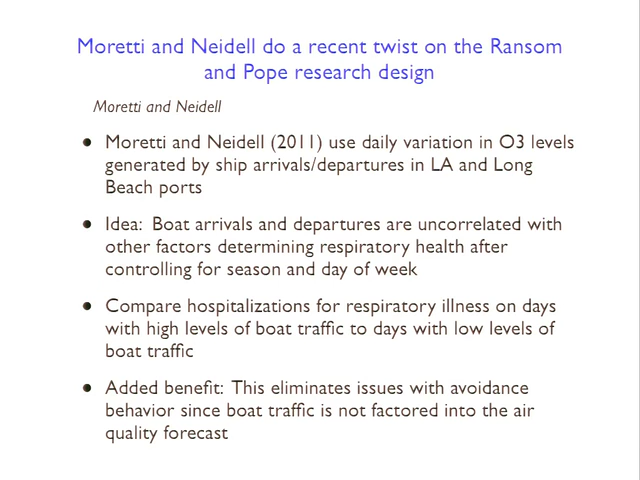 Moretti and Neidell do a recent twist on the Ransom
and Pope research design
Moretti and Neidell
• Moretti and Neidell (2011) use daily variation in O3 levels
generated by ship arrivals/departures in LA and Long
Beach ports
• Idea: Boat arrivals and departures are uncorrelated with
other factors determining respiratory health after
controlling for season and day of week
• Compare hospitalizations for respiratory illness on days
with high levels of boat traffic to days with low levels of
boat traffic
• Added benefit: This eliminates issues with avoidance
behavior since boat traffic is not factored into the air
quality forecast